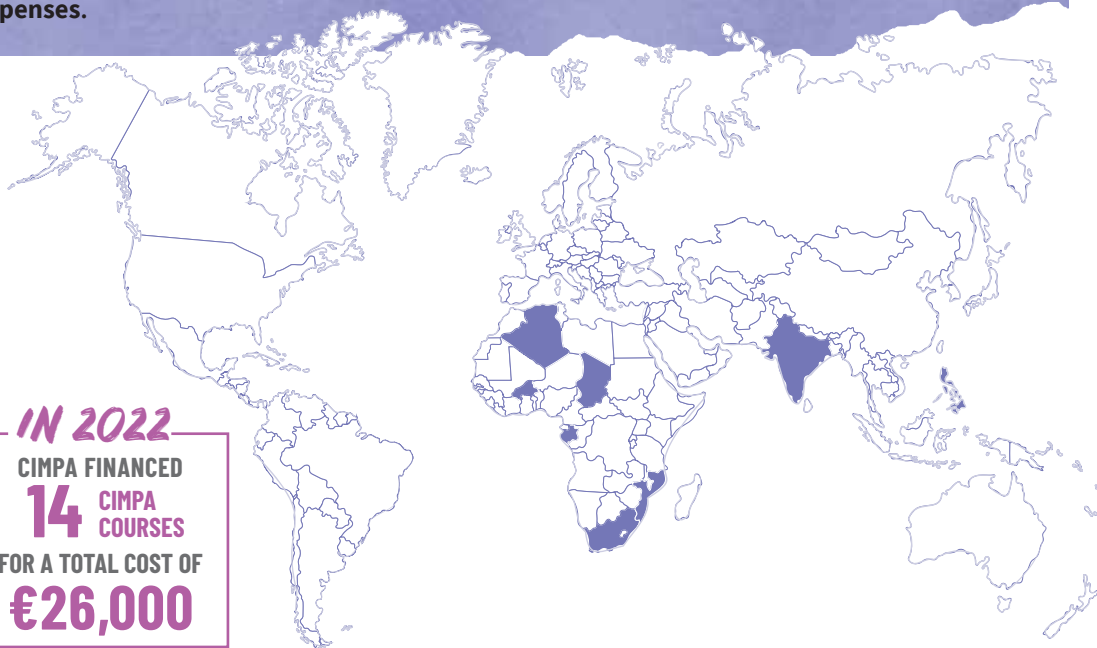 penses.
IN 2022
CIMPA FINANCED
14 CIMPA
COURSES
FOR A TOTAL COST OF
€26,000